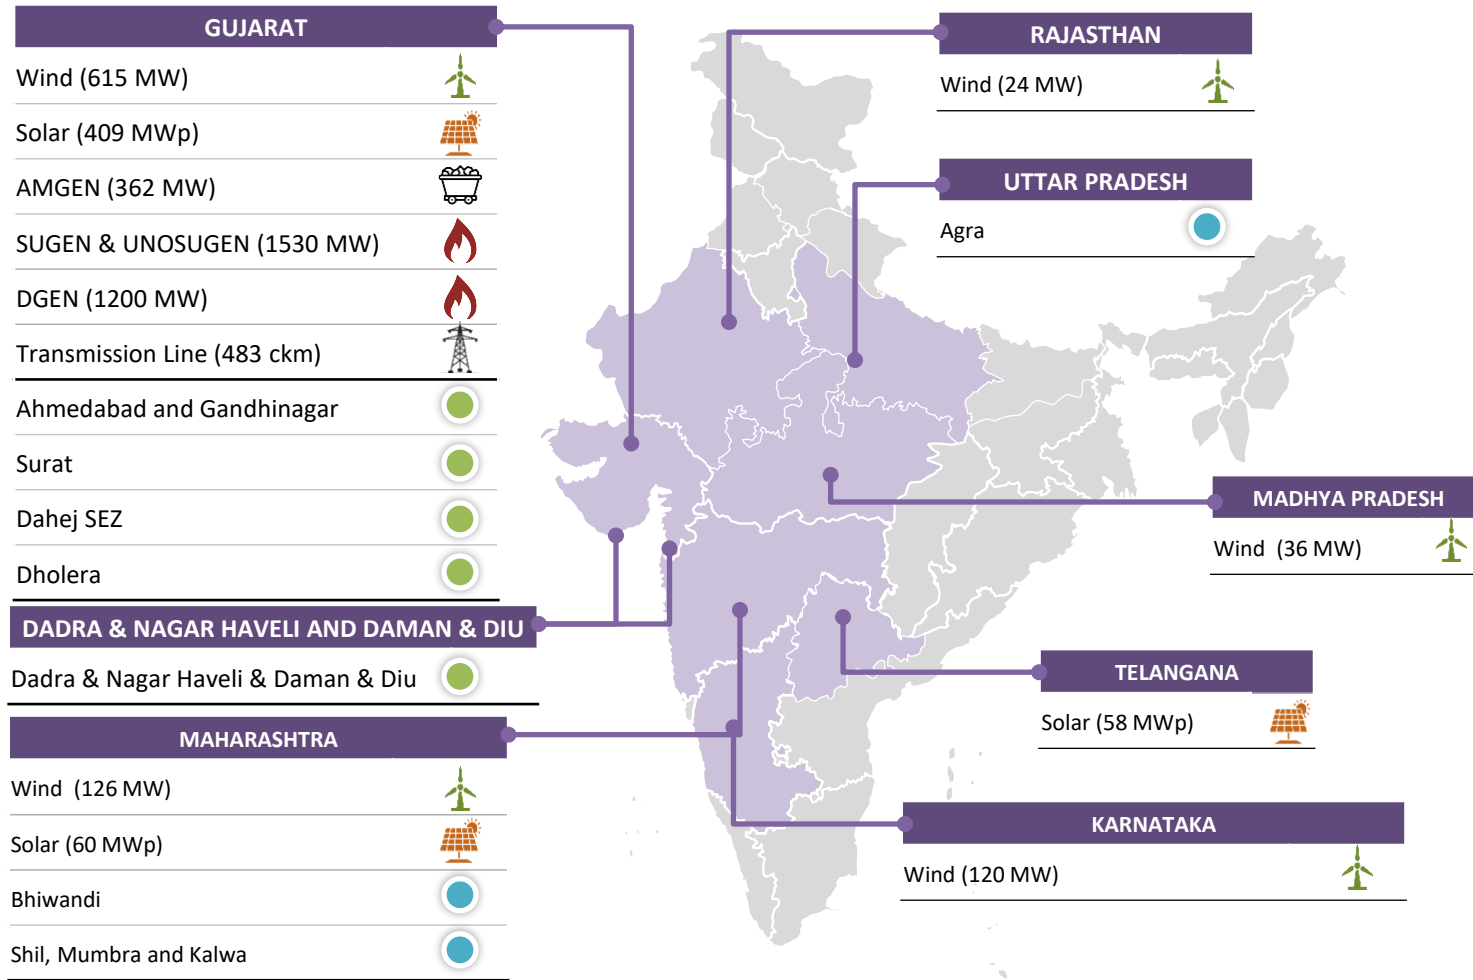 GUJARAT
Wind (615 MW)
Solar (409 MWp)
AMGEN (362 MW)
SUGEN & UNOSUGEN (1530 MW)
DGEN (1200 MW)
Transmission Line (483 ckm)
Ahmedabad and Gandhinagar
Surat
Dahej SEZ
Dholera
DADRA & NAGAR HAVELI AND DAMAN & DIU
Dadra & Nagar Haveli & Daman & Diu
MAHARASHTRA
Wind (126 MW)
Solar (60 MWp)
Bhiwandi
Shil, Mumbra and Kalwa
RAJASTHAN
Wind (24 MW)
UTTAR PRADESH
Agra
MADHYA PRADESH
Wind (36 MW)
TELANGANA
Solar (58 MWp)
KARNATAKA
Wind (120 MW)